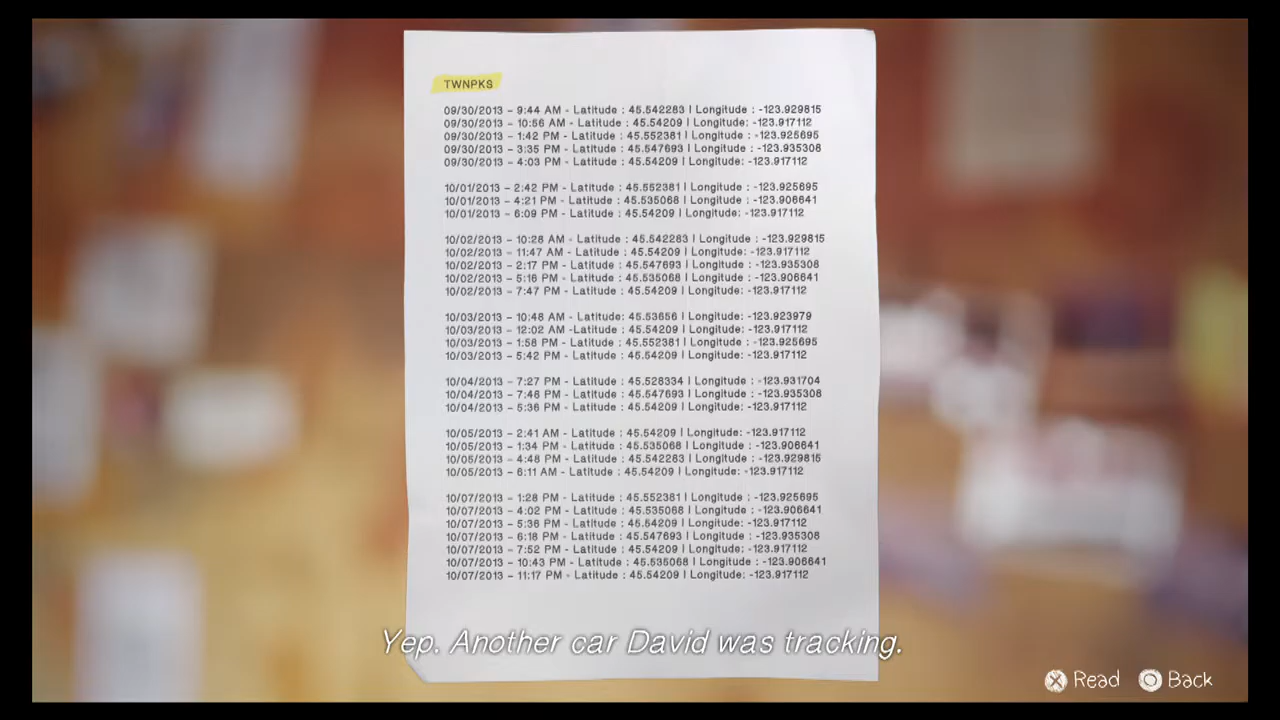 TWNPKS
09/30/2013 – 9:44 AM - Latitude : 45.542283 | Longitude : -123.929815
09/30/2013 – 10:56 AM - Latitude : 45.54209 | Longitude: -123.917112
09/30/2013 – 1:42 PM - Latitude : 45.552381 | Longitude : -123.925695
09/30/2013 – 3:35 PM - Latitude : 45.547693 | Longitude : -123.935308
09/30/2013 – 4:03 PM - Latitude : 45.54209 | Longitude: -123.917112
10/01/2013 – 2:42 PM - Latitude : 45.552381 | Longitude : -123.925695
10/01/2013 – 4:21 PM - Latitude : 45.535068 | Longitude : -123.906641
10/01/2013 – 6:09 PM - Latitude : 45.54209 | Longitude: -123.917112
10/02/2013 – 10:28 AM - Latitude : 45.542283 | Longitude : -123.929815
10/02/2013 – 11:47 AM - Latitude : 45.54209 | Longitude: -123.917112
10/02/2013 – 2:17 PM - Latitude : 45.547693 | Longitude : -123.935308
10/02/2013 – 5:16 PM - Latitude : 45.535068 | Longitude : -123.906641
10/02/2013 – 7:47 PM - Latitude : 45.54209 | Longitude: -123.917112
10/03/2013 – 10:48 AM - Latitude: 45.53656 | Longitude: -123.923979
10/03/2013 – 12:02 AM -Latitude : 45.54209 | Longitude: -123.917112
10/03/2013 – 1:58 PM - Latitude : 45.552381 | Longitude : -123.925695
10/03/2013 – 5:42 PM - Latitude : 45.54209 | Longitude: -123.917112
10/04/2013 – 7:27 PM - Latitude : 45.528334 | Longitude : -123.931704
10/04/2013 – 7:48 PM - Latitude : 45.547693 | Longitude : -123.935308
10/04/2013 – 5:36 PM - Latitude : 45.54209 | Longitude: -123.917112
10/05/2013 – 2:41 AM - Latitude : 45.54209 | Longitude: -123.917112
10/05/2013 – 1:34 PM - Latitude : 45.535068 | Longitude : -123.906641
10/05/2013 – 4:48 PM - Latitude : 45.542283 | Longitude : -123.929815
10/05/2013 – 6:11 AM - Latitude : 45.54209 | Longitude: -123.917112
10/07/2013 – 1:28 PM - Latitude : 45.552381 | Longitude : -123.925695
10/07/2013 – 4:02 PM - Latitude : 45.535068 | Longitude : -123.906641
10/07/2013 – 5:36 PM - Latitude : 45.54209 | Longitude: -123.917112
10/07/2013 – 6:18 PM - Latitude : 45.547693 | Longitude : -123.935308
10/07/2013 – 7:52 PM - Latitude : 45.54209 | Longitude: -123.917112
10/07/2013 – 10:43 PM - Latitude : 45.535068 | Longitude : -123.906641
10/07/2013 – 11:17 PM - Latitude : 45.54209 | Longitude: -123.917112
Yep. Another car David was tracking.
Read Back